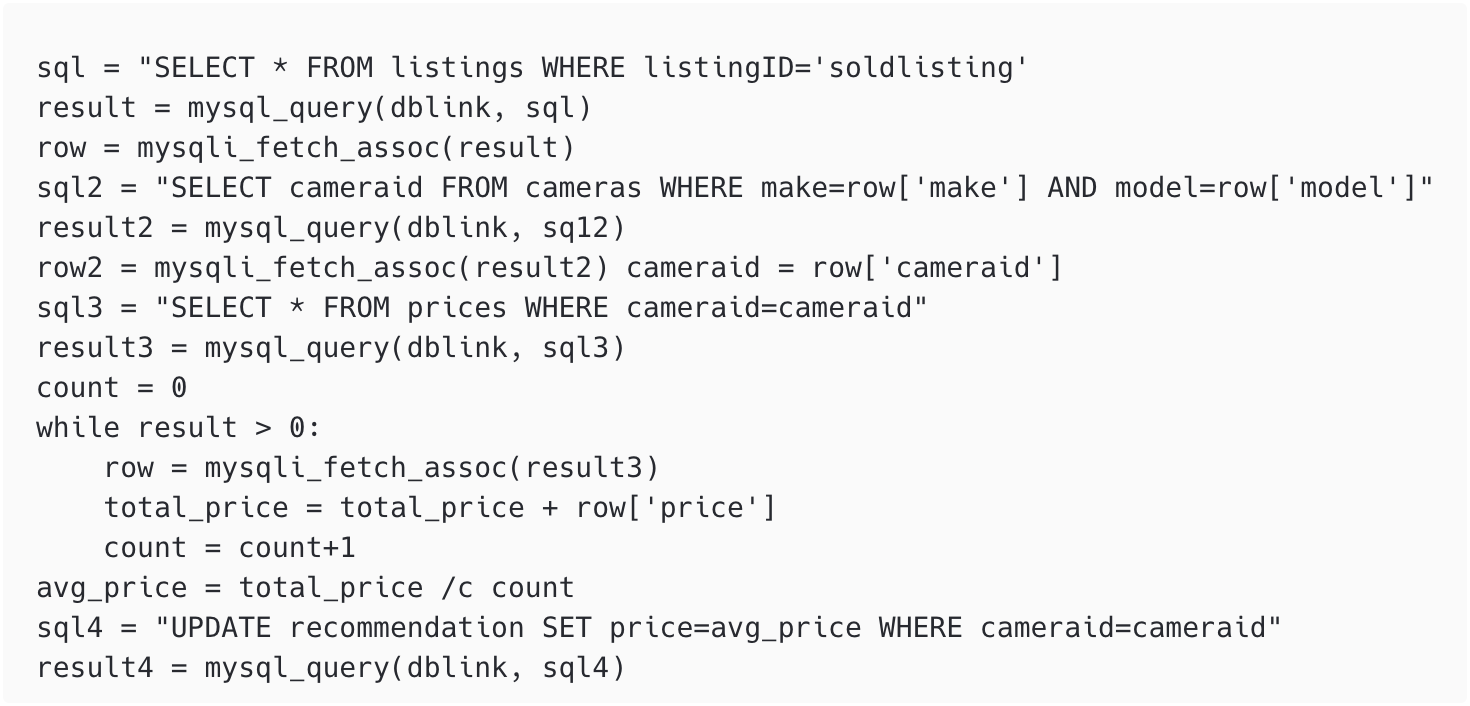 sql = "SELECT * FROM listings WHERE listingID='soldlisting'
result = mysql_query(dblink, sql)
row = mysqli_fetch_assoc(result)
sql2 = "SELECT cameraid FROM cameras WHERE make=row['make'] AND model=row['model']"
result2 = mysql_query(dblink, sq12)
row2 = mysqli_fetch_assoc(result2) cameraid = row['cameraid']
sql3 = "SELECT * FROM prices WHERE cameraid=cameraid"
result3 = mysql_query(dblink, sql3)
count = 0
while result > 0:
    row = mysqli_fetch_assoc(result3)
    total_price = total_price + row['price']
    count = count+1
avg_price = total_price /c count
sql4 = "UPDATE recommendation SET price=avg_price WHERE cameraid=cameraid"
result4 = mysql_query(dblink, sql4)